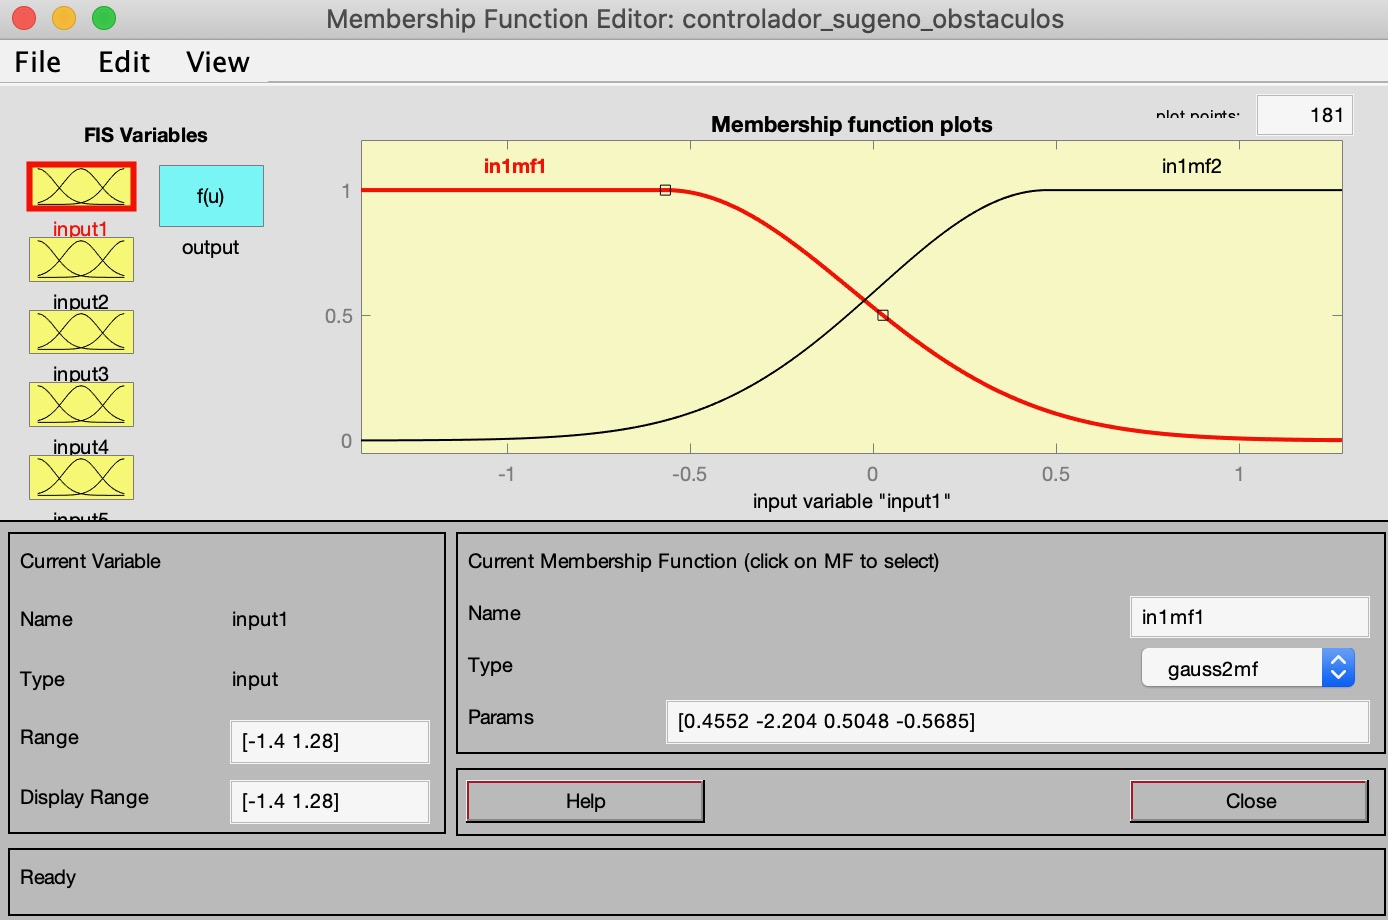 Membership Function Editor: controlador_sugeno_obstaculos
File Edit View
FIS Variables
f(u)
input1
output
input2
input3
input4
input5
Membership function plots
plot points:
181
in1mf1
in1mf2
1
0.5
0
-1
-0.5
0
0.5
1
input variable "input1"
Current Variable
Name input1
Type input
Range [-1.4 1.28]
Display Range [-1.4 1.28]
Current Membership Function (click on MF to select)
Name in1mf1
Type gauss2mf
Params [0.4552 -2.204 0.5048 -0.5685]
Help Close
Ready